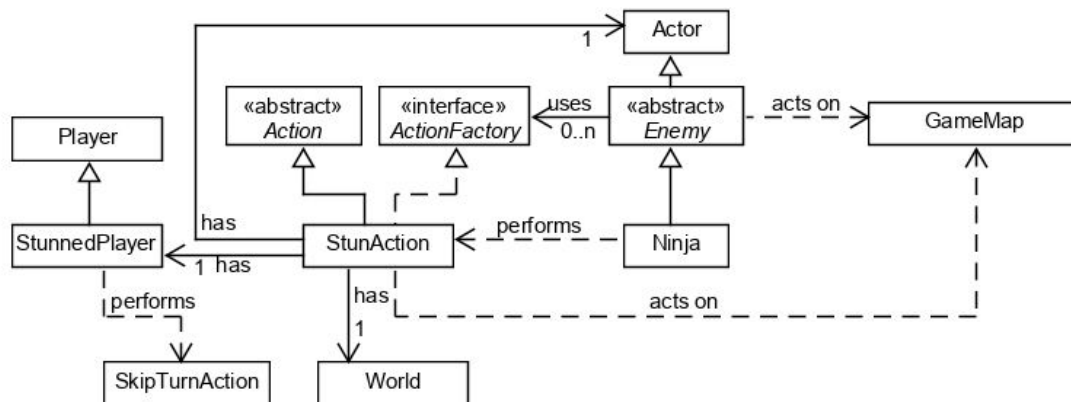 Actor
1
«abstract»
Action
«interface»
ActionFactory
uses
0..n
«abstract»
Enemy
acts on
GameMap
Player
StunnedPlayer
has
1
has
StunAction
performs
Ninja
performs
has
1
acts on
SkipTurnAction
World